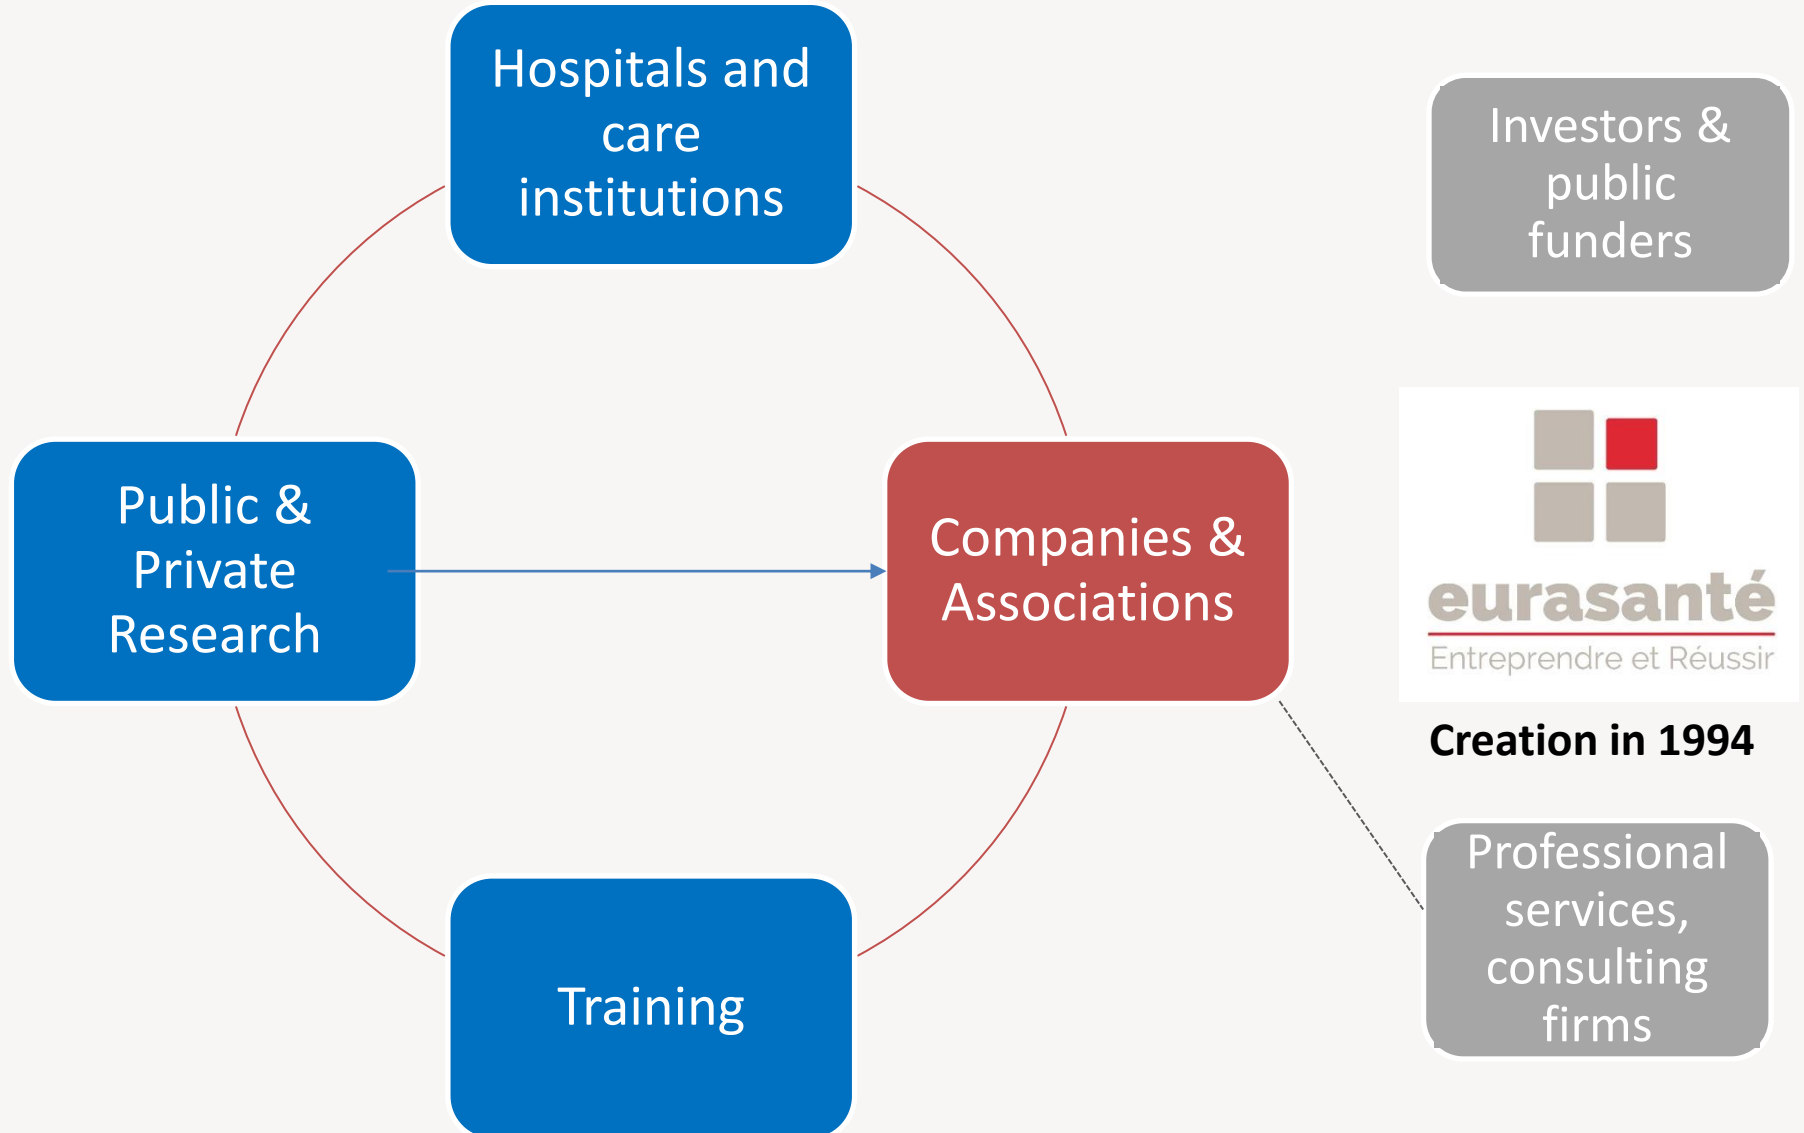 Hospitals and
care
institutions
Investors &
public
funders
Public &
Private
Research
Companies &
Associations
eurasanté
Entreprendre et Réussir
Creation in 1994
Training
Professional
services,
consulting
firms